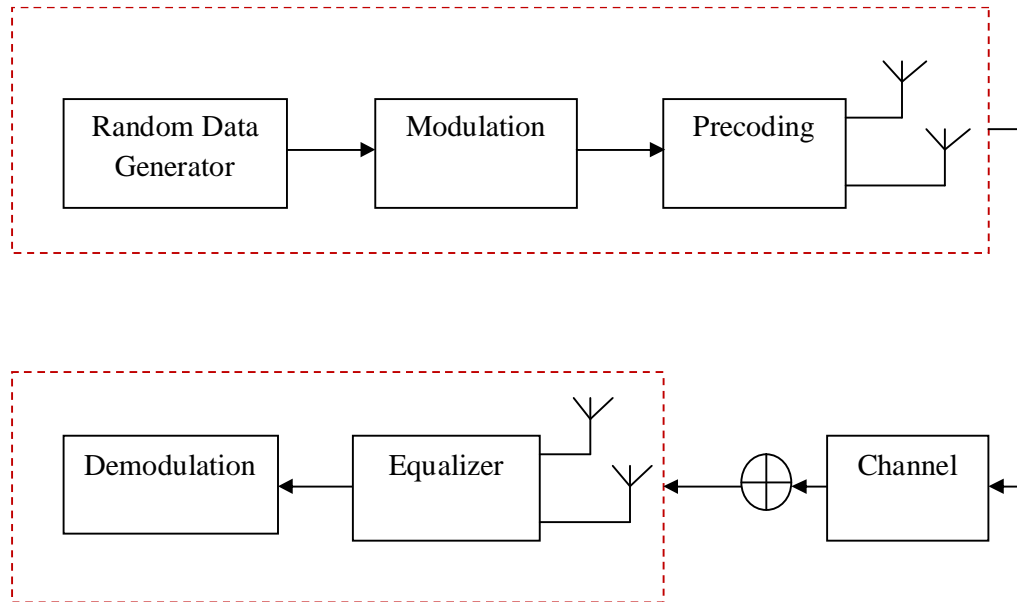 Random Data
Generator
Modulation
Precoding
Demodulation
Equalizer
Channel